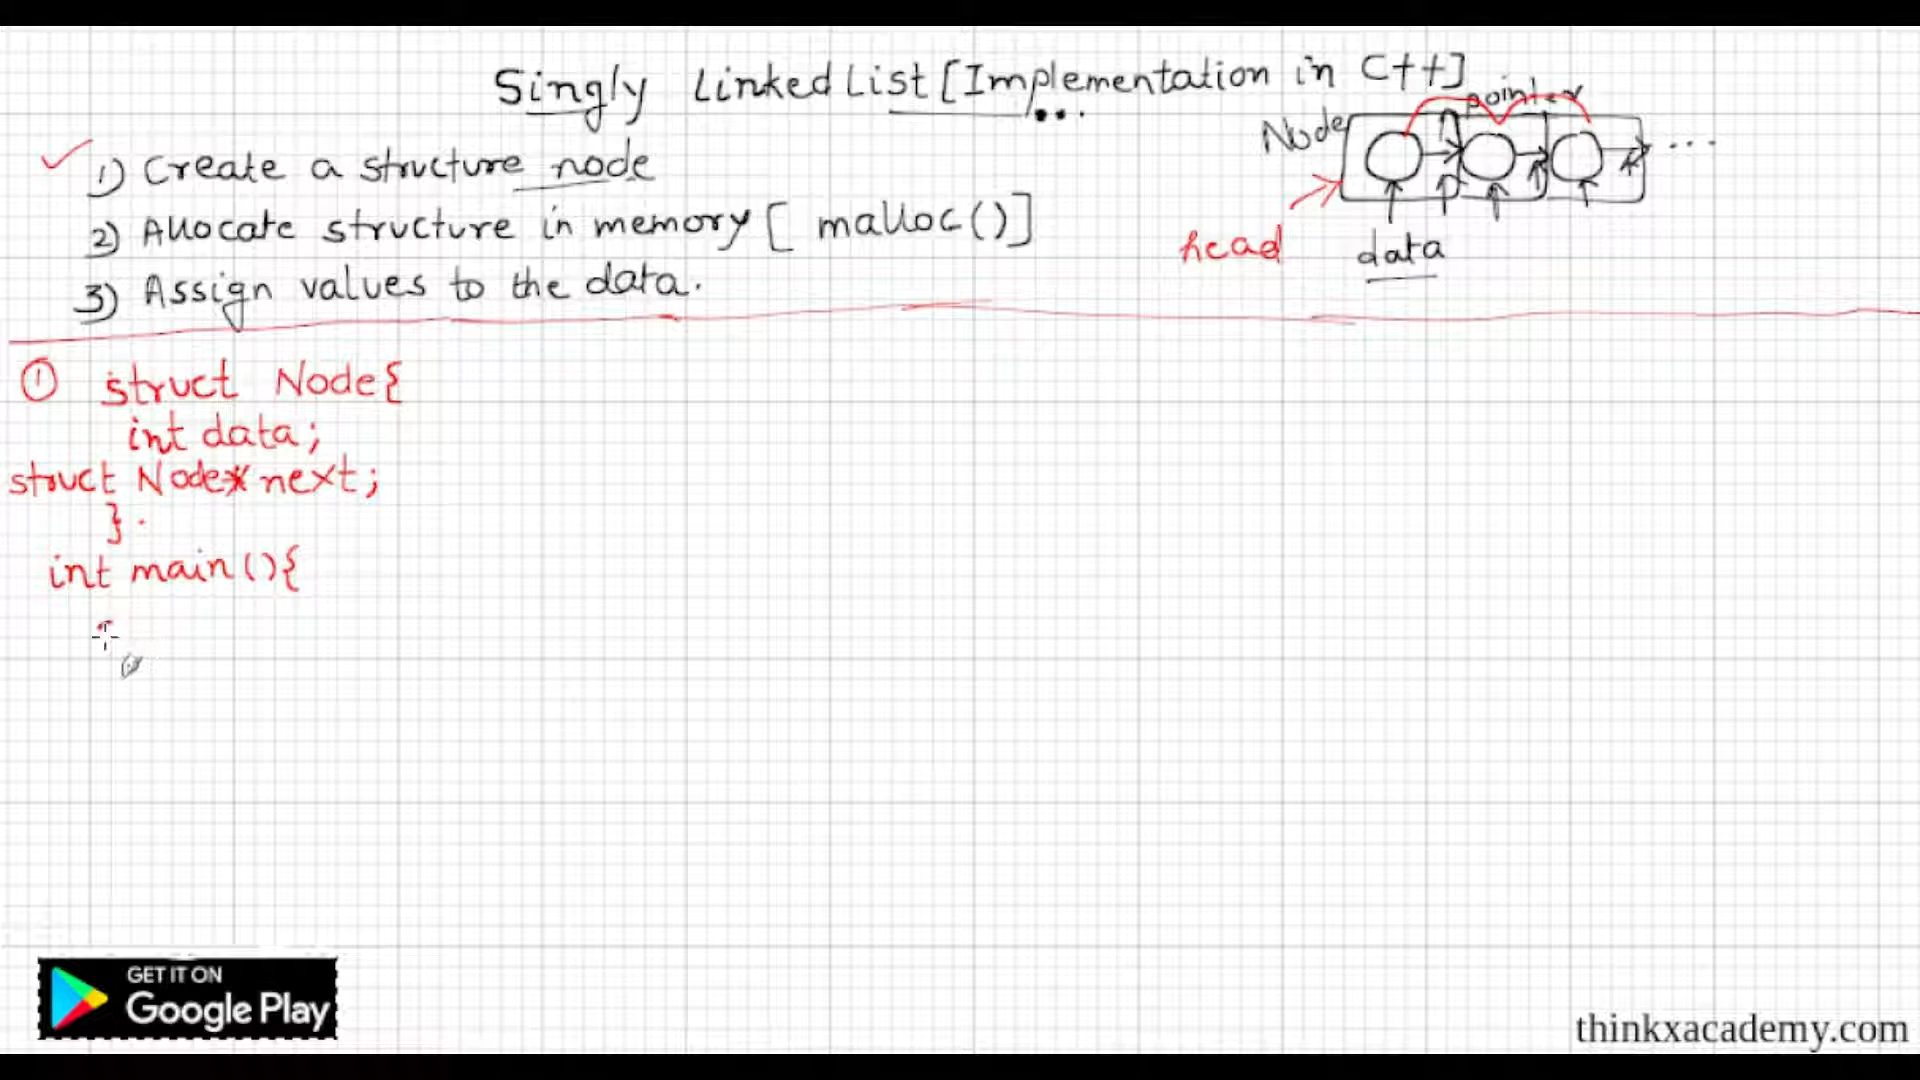 Singly Linked List [Implementation in C++]
pointer
Node
...
✓ 1) Create a structure node
2) Allocate structure in memory [ malloc()]
head
data
3) Assign values to the data.
① struct Node{
int data;
struct Node* next;
}.
int main(){
GET IT ON
Google Play
thinkxacademy.com